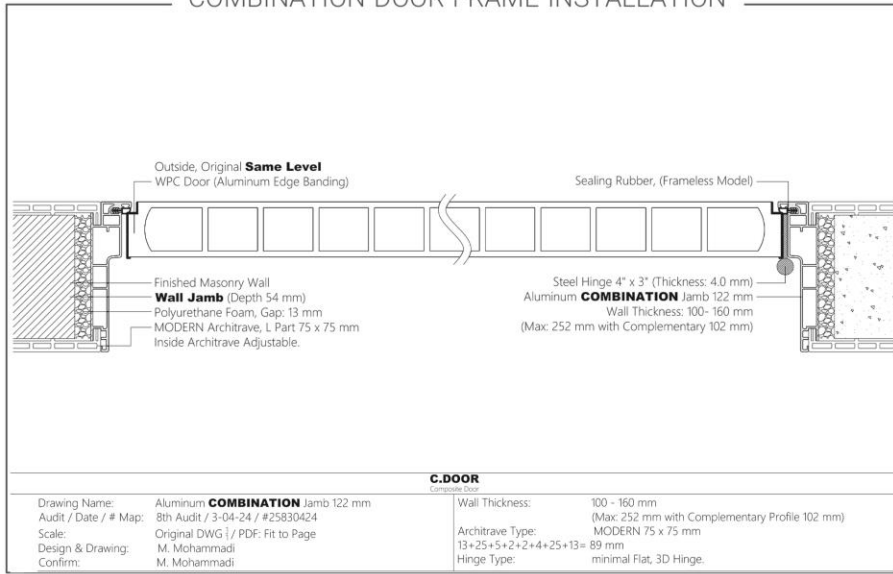 COMBINATION DOOR FRAME INSTALLATION
Outside, Original Same Level
WPC Door (Aluminum Edge Banding)
Sealing Rubber, (Frameless Model)
Finished Masonry Wall
Wall Jamb (Depth 54 mm)
Polyurethane Foam, Gap: 13 mm
MODERN Architrave, L Part 75 x 75 mm
Inside Architrave Adjustable.
Steel Hinge 4" x 3" (Thickness: 4.0 mm)
Aluminum COMBINATION Jamb 122 mm
Wall Thickness: 100- 160 mm
(Max: 252 mm with Complementary 102 mm)
C.DOOR
Composite Door
Drawing Name: Aluminum COMBINATION Jamb 122 mm
Audit / Date / # Map: 8th Audit / 3-04-24 / #25830424
Scale: Original DWG / PDF: Fit to Page
Design & Drawing: M. Mohammadi
Confirm: M. Mohammadi
Wall Thickness: 100 - 160 mm
(Max: 252 mm with Complementary Profile 102 mm)
Architrave Type: MODERN 75 x 75 mm
13+25+5+2+2+4+25+13= 89 mm
Hinge Type: minimal Flat, 3D Hinge.